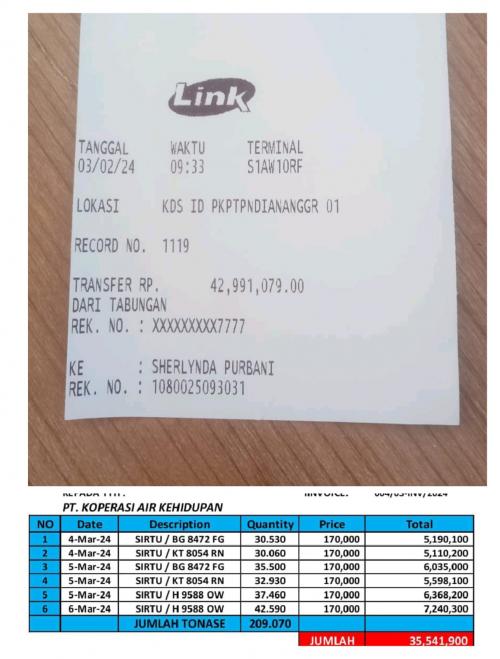 Link
TANGGAL WAKTU TERMINAL
03/02/24 09:33 S1AW10RF
LOKASI KDS ID PKPTPNDIANANGGR 01
RECORD NO. 1119
TRANSFER RP. 42,991,079.00
DARI TABUNGAN
REK. NO. : XXXXXXXXX7777
KE : SHERLYNDA PURBANI
REK. NO. : 1080025093031
PT. KOPERASI AIR KEHIDUPAN
NO Date Description Quantity Price Total
1 4-Mar-24 SIRTU / BG 8472 FG 30.530 170,000 5,190,100
2 4-Mar-24 SIRTU / KT 8054 RN 30.060 170,000 5,110,200
3 5-Mar-24 SIRTU / BG 8472 FG 35.500 170,000 6,035,000
4 5-Mar-24 SIRTU / KT 8054 RN 32.930 170,000 5,598,100
5 5-Mar-24 SIRTU / H 9588 OW 37.460 170,000 6,368,200
6 6-Mar-24 SIRTU / H 9588 OW 42.590 170,000 7,240,300
JUMLAH TONASE 209.070
JUMLAH 35,541,900